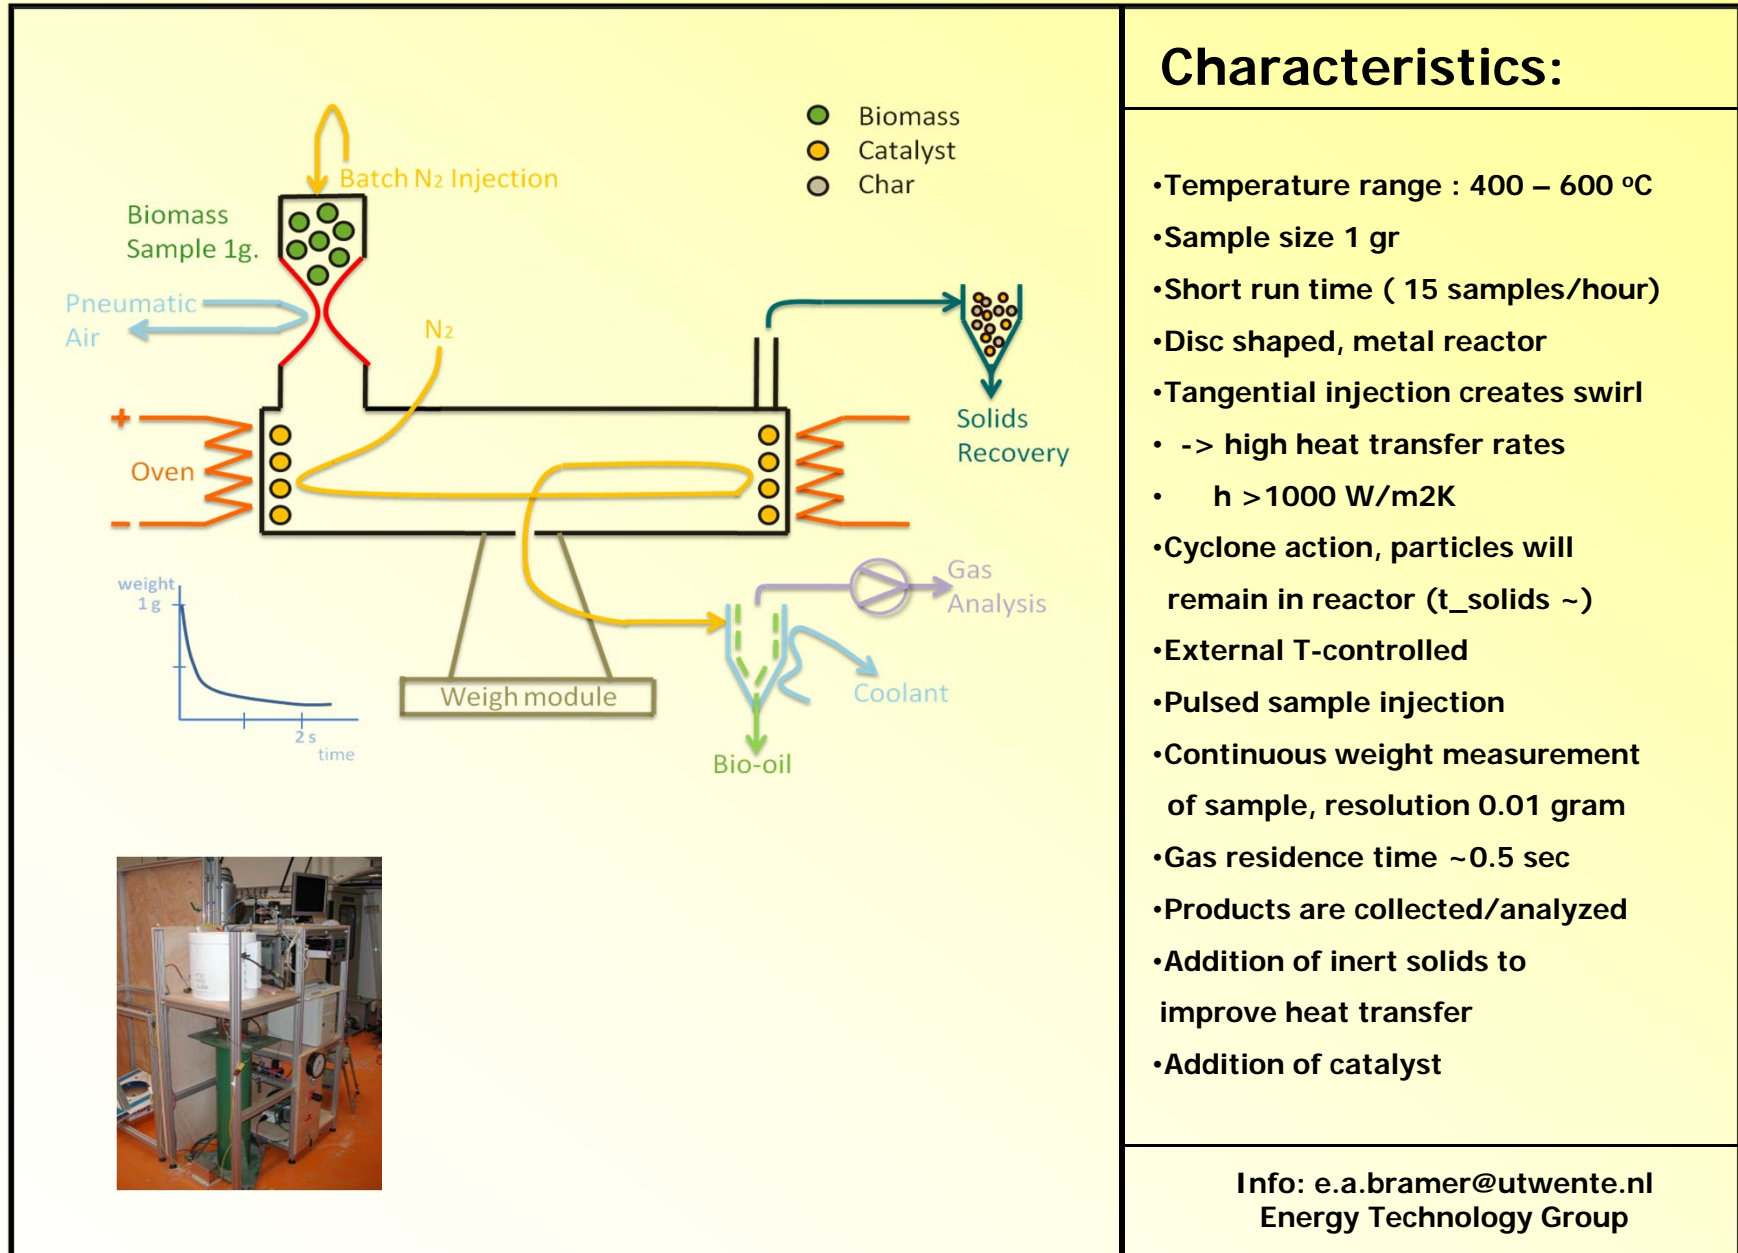 Biomass
Catalyst
Char
Batch N2 Injection
Biomass
Sample 1g.
Pneumatic
Air
N2
+
Oven
–
Solids
Recovery
Gas
Analysis
Coolant
Bio-oil
Weigh module
weight
1 g
2 s
time
Characteristics:
•Temperature range : 400 – 600 ºC
•Sample size 1 gr
•Short run time ( 15 samples/hour)
•Disc shaped, metal reactor
•Tangential injection creates swirl
• -> high heat transfer rates
• h >1000 W/m2K
•Cyclone action, particles will
remain in reactor (t_solids ~)
•External T-controlled
•Pulsed sample injection
•Continuous weight measurement
of sample, resolution 0.01 gram
•Gas residence time ~0.5 sec
•Products are collected/analyzed
•Addition of inert solids to
improve heat transfer
•Addition of catalyst
Info: e.a.bramer@utwente.nl
Energy Technology Group